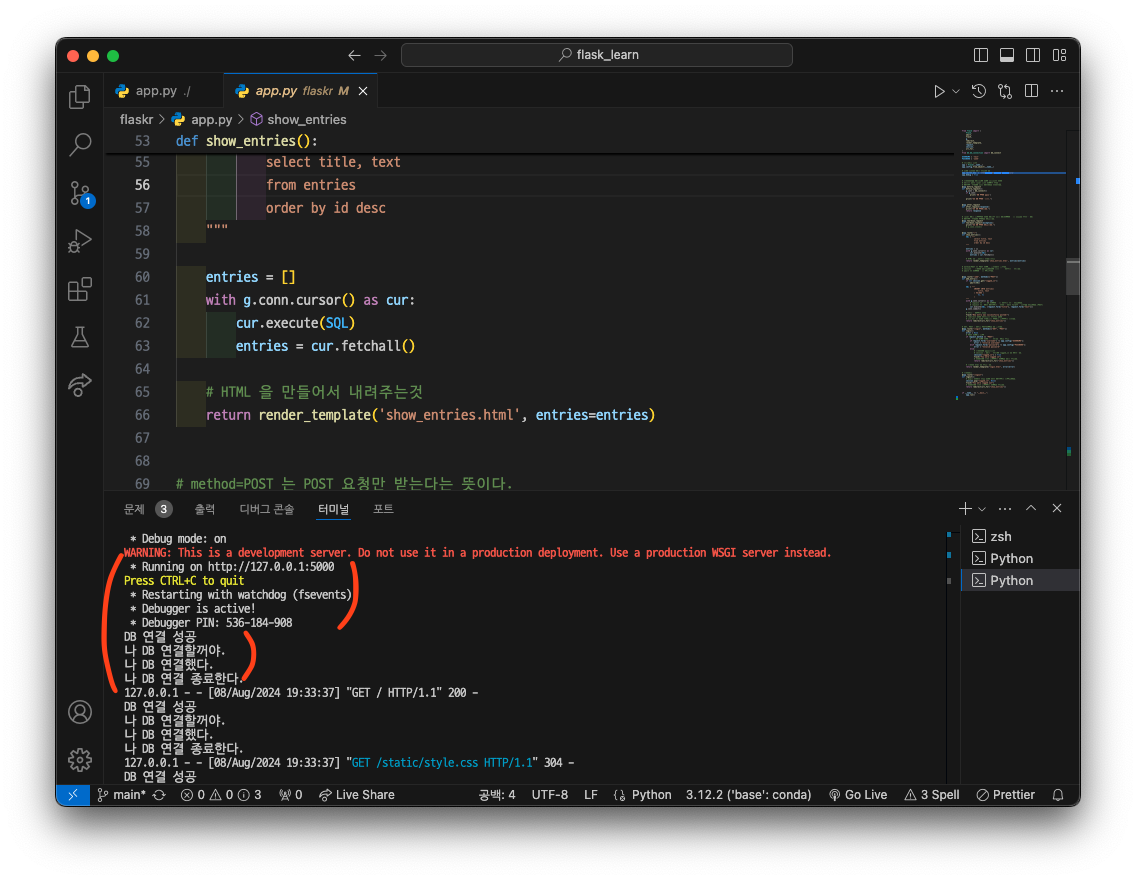 flask_learn
app.py ./
app.py flaskr M
flaskr > app.py > show_entries
53 def show_entries():
55 select title, text
56 from entries
57 order by id desc
58 """
59
60 entries = []
61 with g.conn.cursor() as cur:
62 cur.execute(SQL)
63 entries = cur.fetchall()
64
65 # HTML 을 만들어서 내려주는것
66 return render_template('show_entries.html', entries=entries)
67
68
69 # method=POST 는 POST 요청만 받는다는 뜻이다.
1
문제 3 출력 디버그 콘솔 터미널 포트
* Debug mode: on
WARNING: This is a development server. Do not use it in a production deployment. Use a production WSGI server instead.
* Running on http://127.0.0.1:5000
Press CTRL+C to quit
* Restarting with watchdog (fsevents)
* Debugger is active!
* Debugger PIN: 536-184-908
DB 연결 성공
나 DB 연결할꺼야.
나 DB 연결했다.
나 DB 연결 종료한다.
127.0.0.1 - - [08/Aug/2024 19:33:37] "GET / HTTP/1.1" 200 -
DB 연결 성공
나 DB 연결할꺼야.
나 DB 연결했다.
나 DB 연결 종료한다.
127.0.0.1 - - [08/Aug/2024 19:33:37] "GET /static/style.css HTTP/1.1" 304 -
DB 연결 성공
zsh
Python
Python
main* 0 0 3 0 Live Share 공백: 4 UTF-8 LF Python 3.12.2 ('base': conda) Go Live 3 Spell Prettier